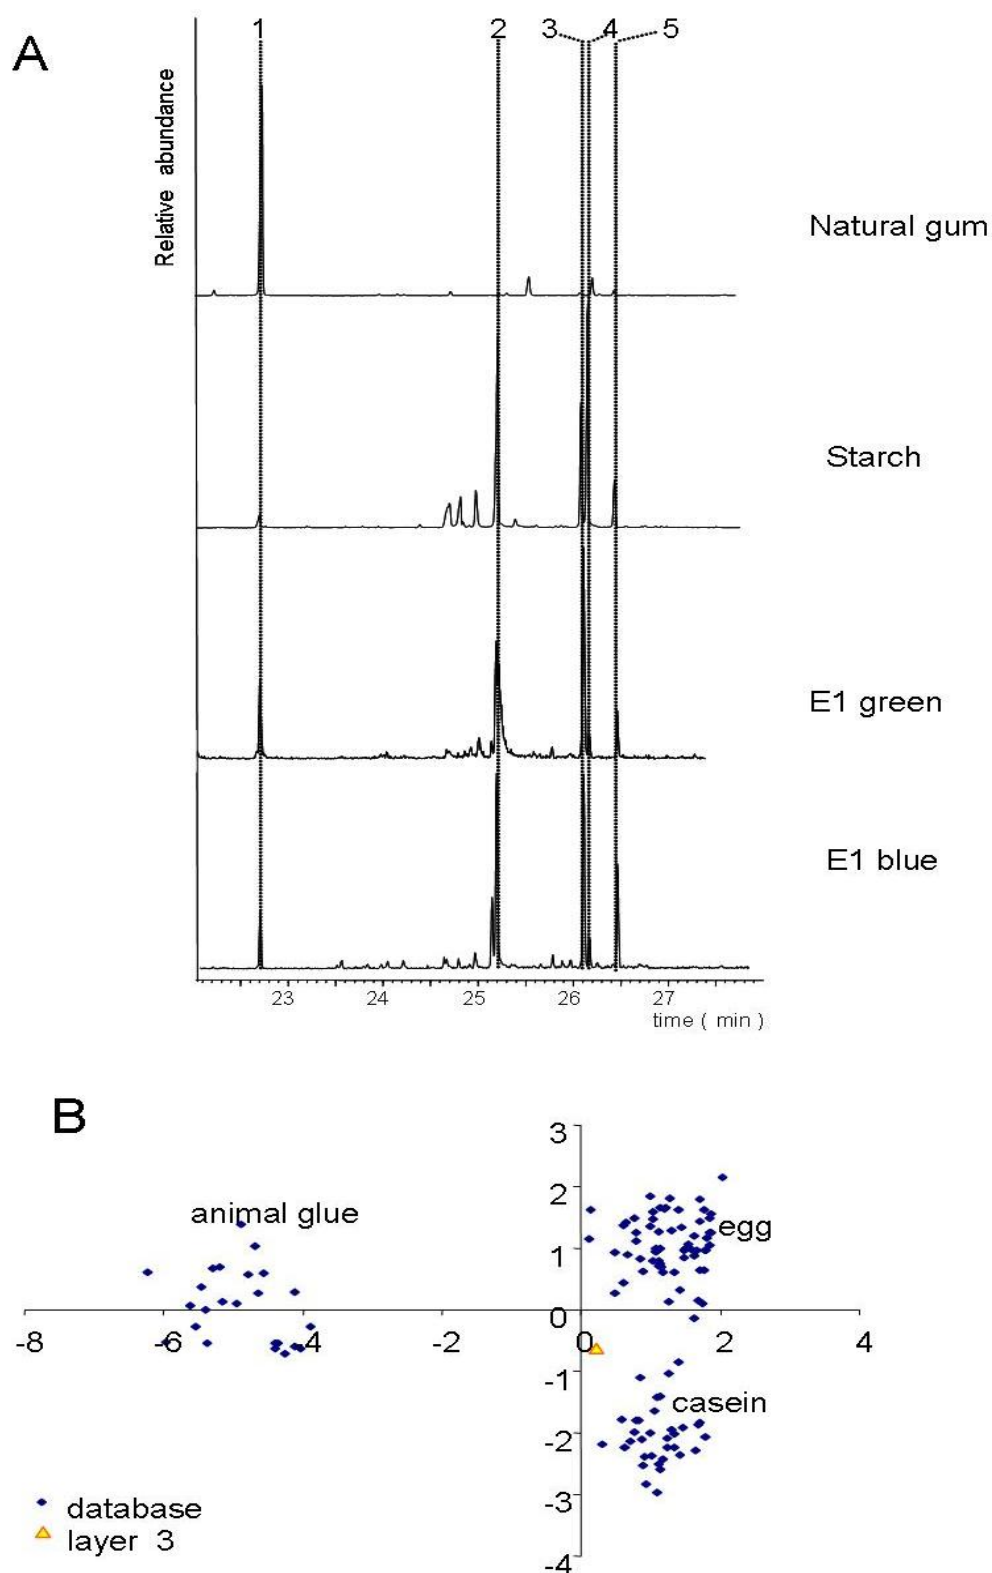 A
1 2 3 4 5
Relative abundance
Natural gum
Starch
E1 green
E1 blue
23 24 25 26 27
time ( min )
B
3
2
1
0
-8 -6 -4 -2 0 2 4
-1
-2
-3
-4
animal glue
egg
casein
database
layer 3